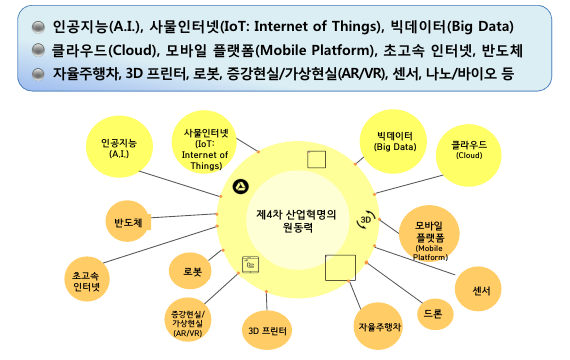 인공지능(A.I.), 사물인터넷(IoT: Internet of Things), 빅데이터(Big Data)
클라우드(Cloud), 모바일 플랫폼(Mobile Platform), 초고속 인터넷, 반도체
자율주행차, 3D 프린터, 로봇, 증강현실/가상현실(AR/VR), 센서, 나노/바이오 등
인공지능
(A.I.)
사물인터넷
(IoT:
Internet of
Things)
빅데이터
(Big Data)
클라우드
(Cloud)
제4차 산업혁명의
원동력
3D
반도체
모바일
플랫폼
(Mobile
Platform)
초고속
인터넷
로봇
센서
증강현실/
가상현실
(AR/VR)
3D 프린터
자율주행차
드론